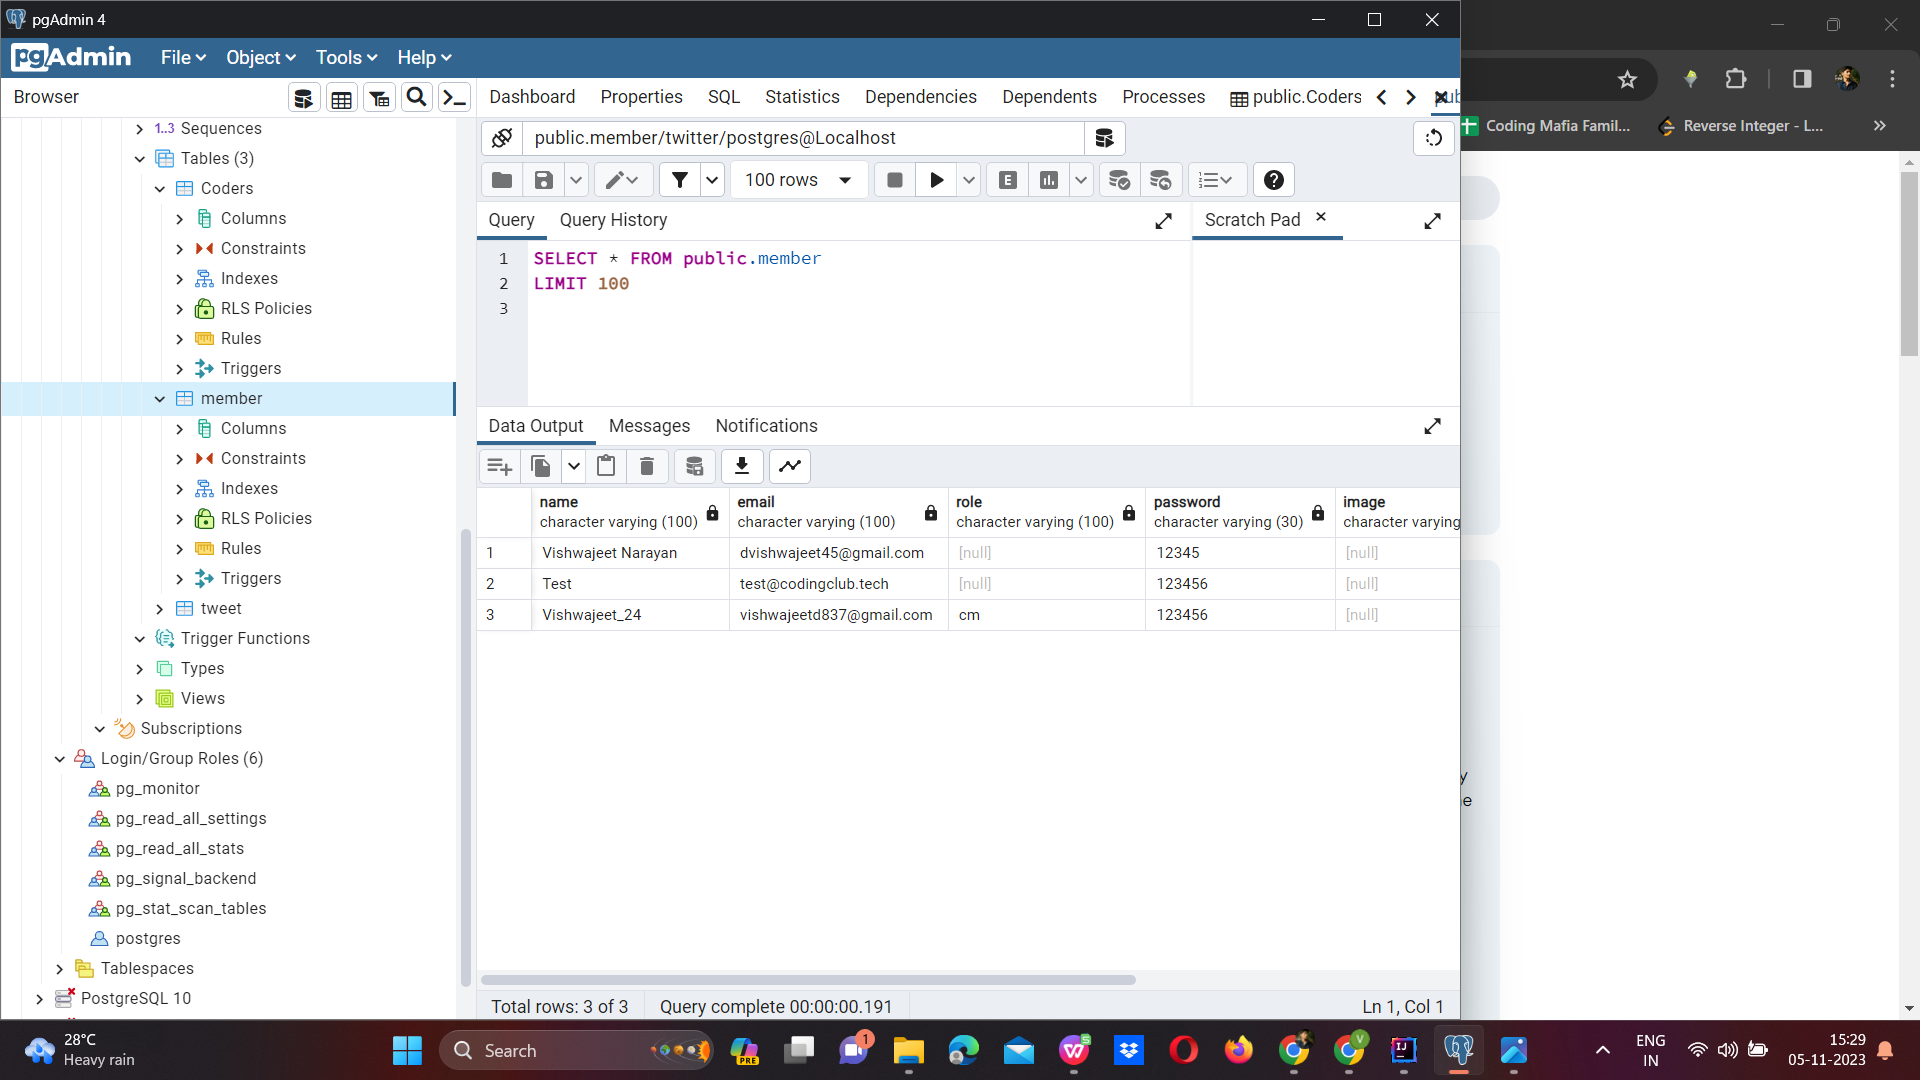 pgAdmin 4
pgAdmin
File
Object
Tools
Help
Browser
Dashboard
Properties
SQL
Statistics
Dependencies
Dependents
Processes
public.Coders
Coding Mafia Famil...
Reverse Integer - L...
1..3 Sequences
Tables (3)
Coders
Columns
Constraints
Indexes
RLS Policies
Rules
Triggers
member
Columns
Constraints
Indexes
RLS Policies
Rules
Triggers
tweet
Trigger Functions
Types
Views
Subscriptions
Login/Group Roles (6)
pg_monitor
pg_read_all_settings
pg_read_all_stats
pg_signal_backend
pg_stat_scan_tables
postgres
Tablespaces
PostgreSQL 10
public.member/twitter/postgres@Localhost
100 rows
E
Query
Query History
Scratch Pad
1 SELECT * FROM public.member
2 LIMIT 100
3
Data Output
Messages
Notifications
name email role password image
character varying (100) character varying (100) character varying (100) character varying (30) character varying
1 Vishwajeet Narayan dvishwajeet45@gmail.com [null] 12345 [null]
2 Test test@codingclub.tech [null] 123456 [null]
3 Vishwajeet_24 vishwajeetd837@gmail.com cm 123456 [null]
Total rows: 3 of 3
Query complete 00:00:00.191
Ln 1, Col 1
28°C
Heavy rain
Search
PRE
1
ENG
IN
15:29
05-11-2023